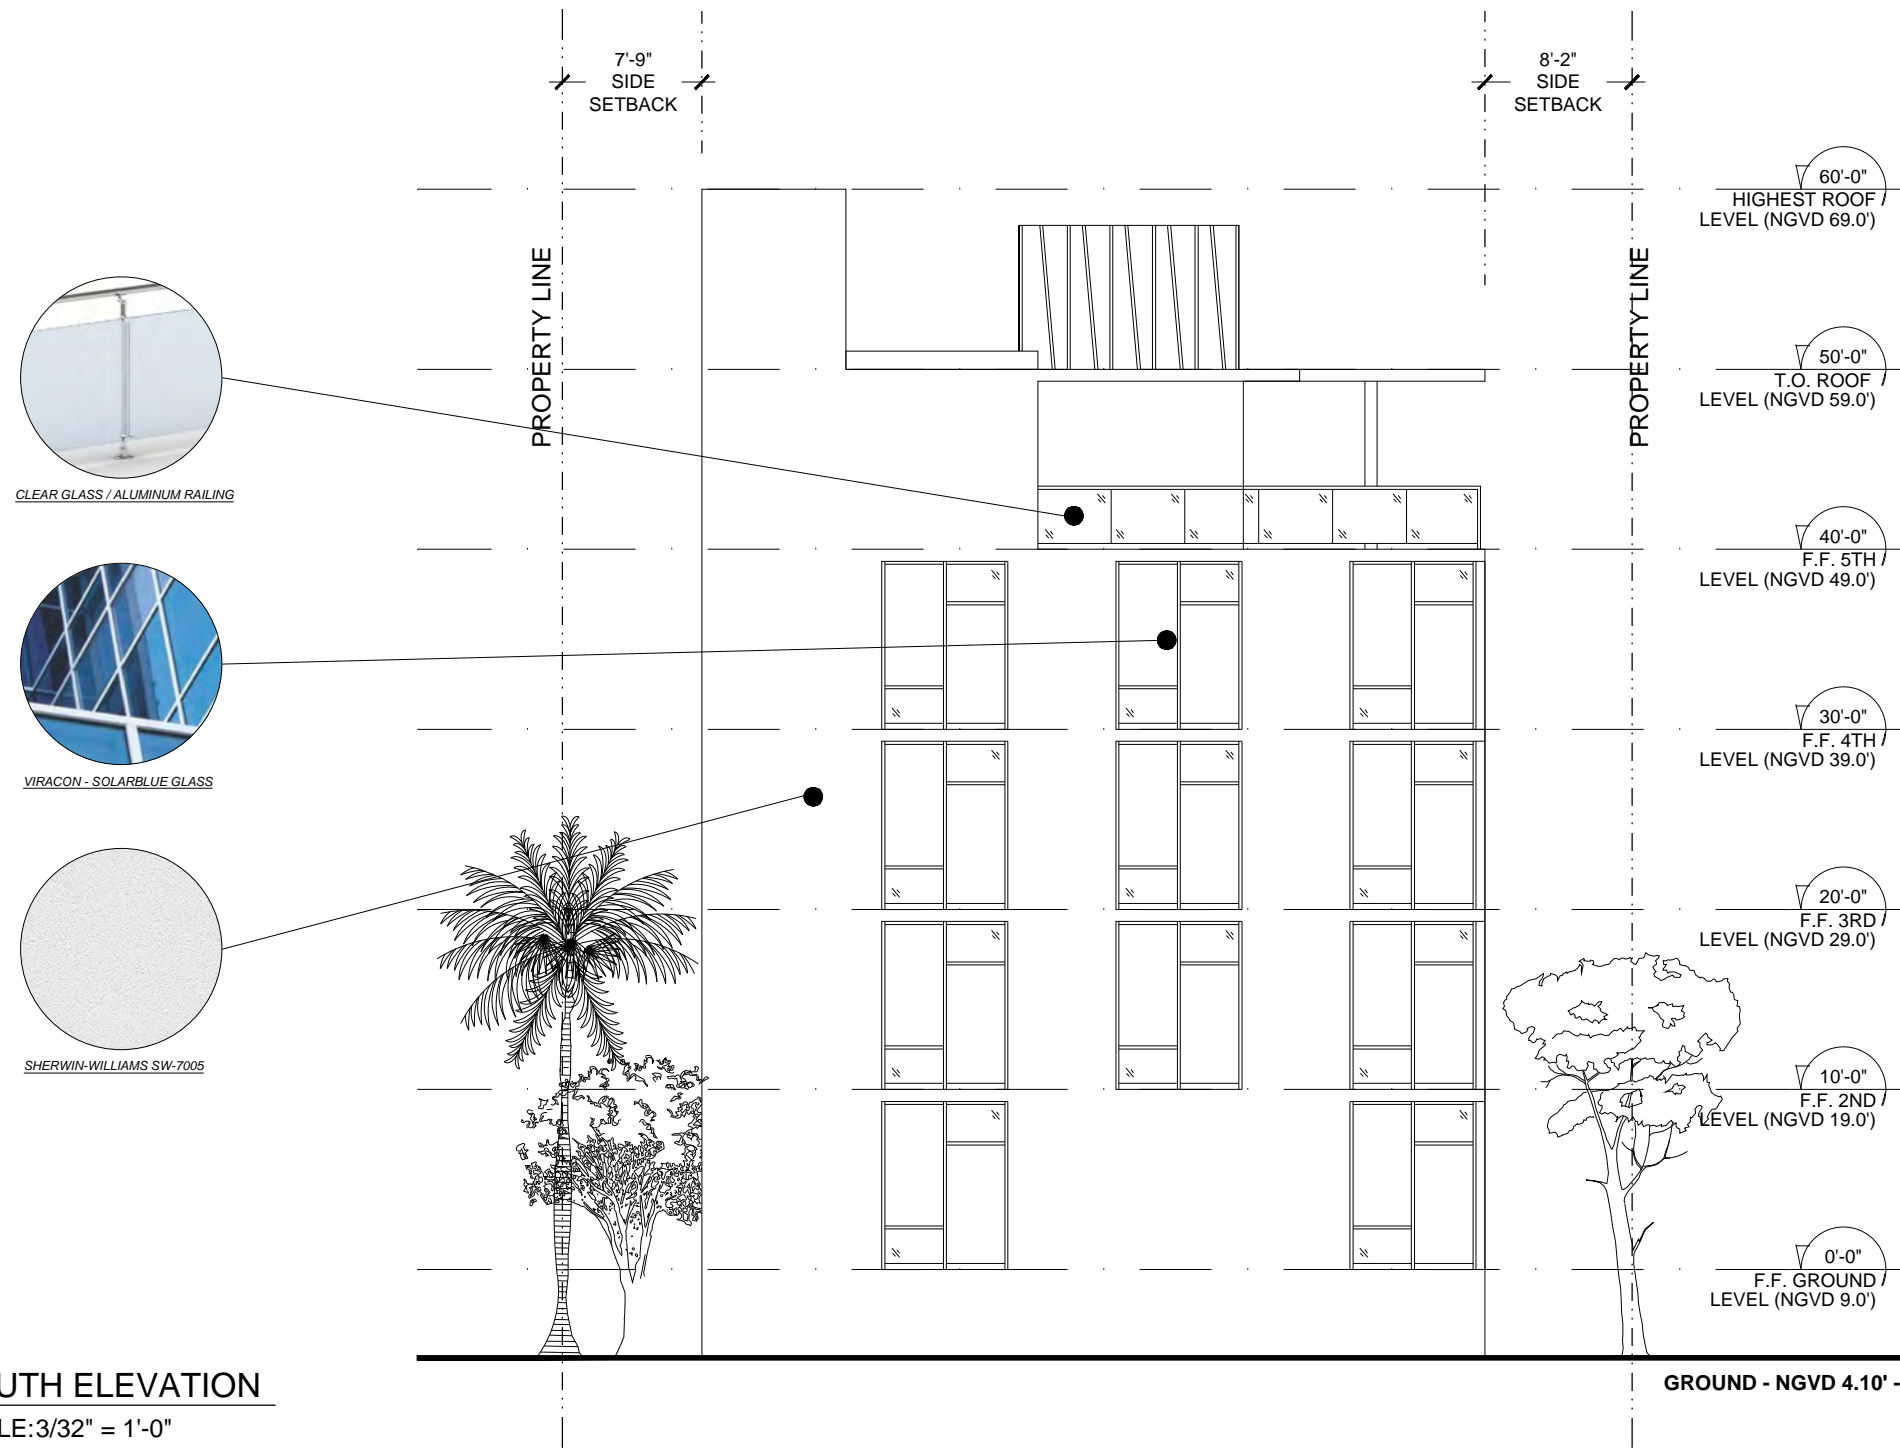 7'-9"
SIDE
SETBACK
8'-2"
SIDE
SETBACK
60'-0"
HIGHEST ROOF
LEVEL (NGVD 69.0')
PROPERTY LINE
PROPERTY LINE
50'-0"
T.O. ROOF
LEVEL (NGVD 59.0')
CLEAR GLASS / ALUMINUM RAILING
40'-0"
F.F. 5TH
LEVEL (NGVD 49.0')
30'-0"
F.F. 4TH
LEVEL (NGVD 39.0')
VIRACON - SOLARBLUE GLASS
20'-0"
F.F. 3RD
LEVEL (NGVD 29.0')
SHERWIN-WILLIAMS SW-7005
10'-0"
F.F. 2ND
LEVEL (NGVD 19.0')
0'-0"
F.F. GROUND
LEVEL (NGVD 9.0')
UTH ELEVATION
LE:3/32" = 1'-0"
GROUND - NGVD 4.10' -